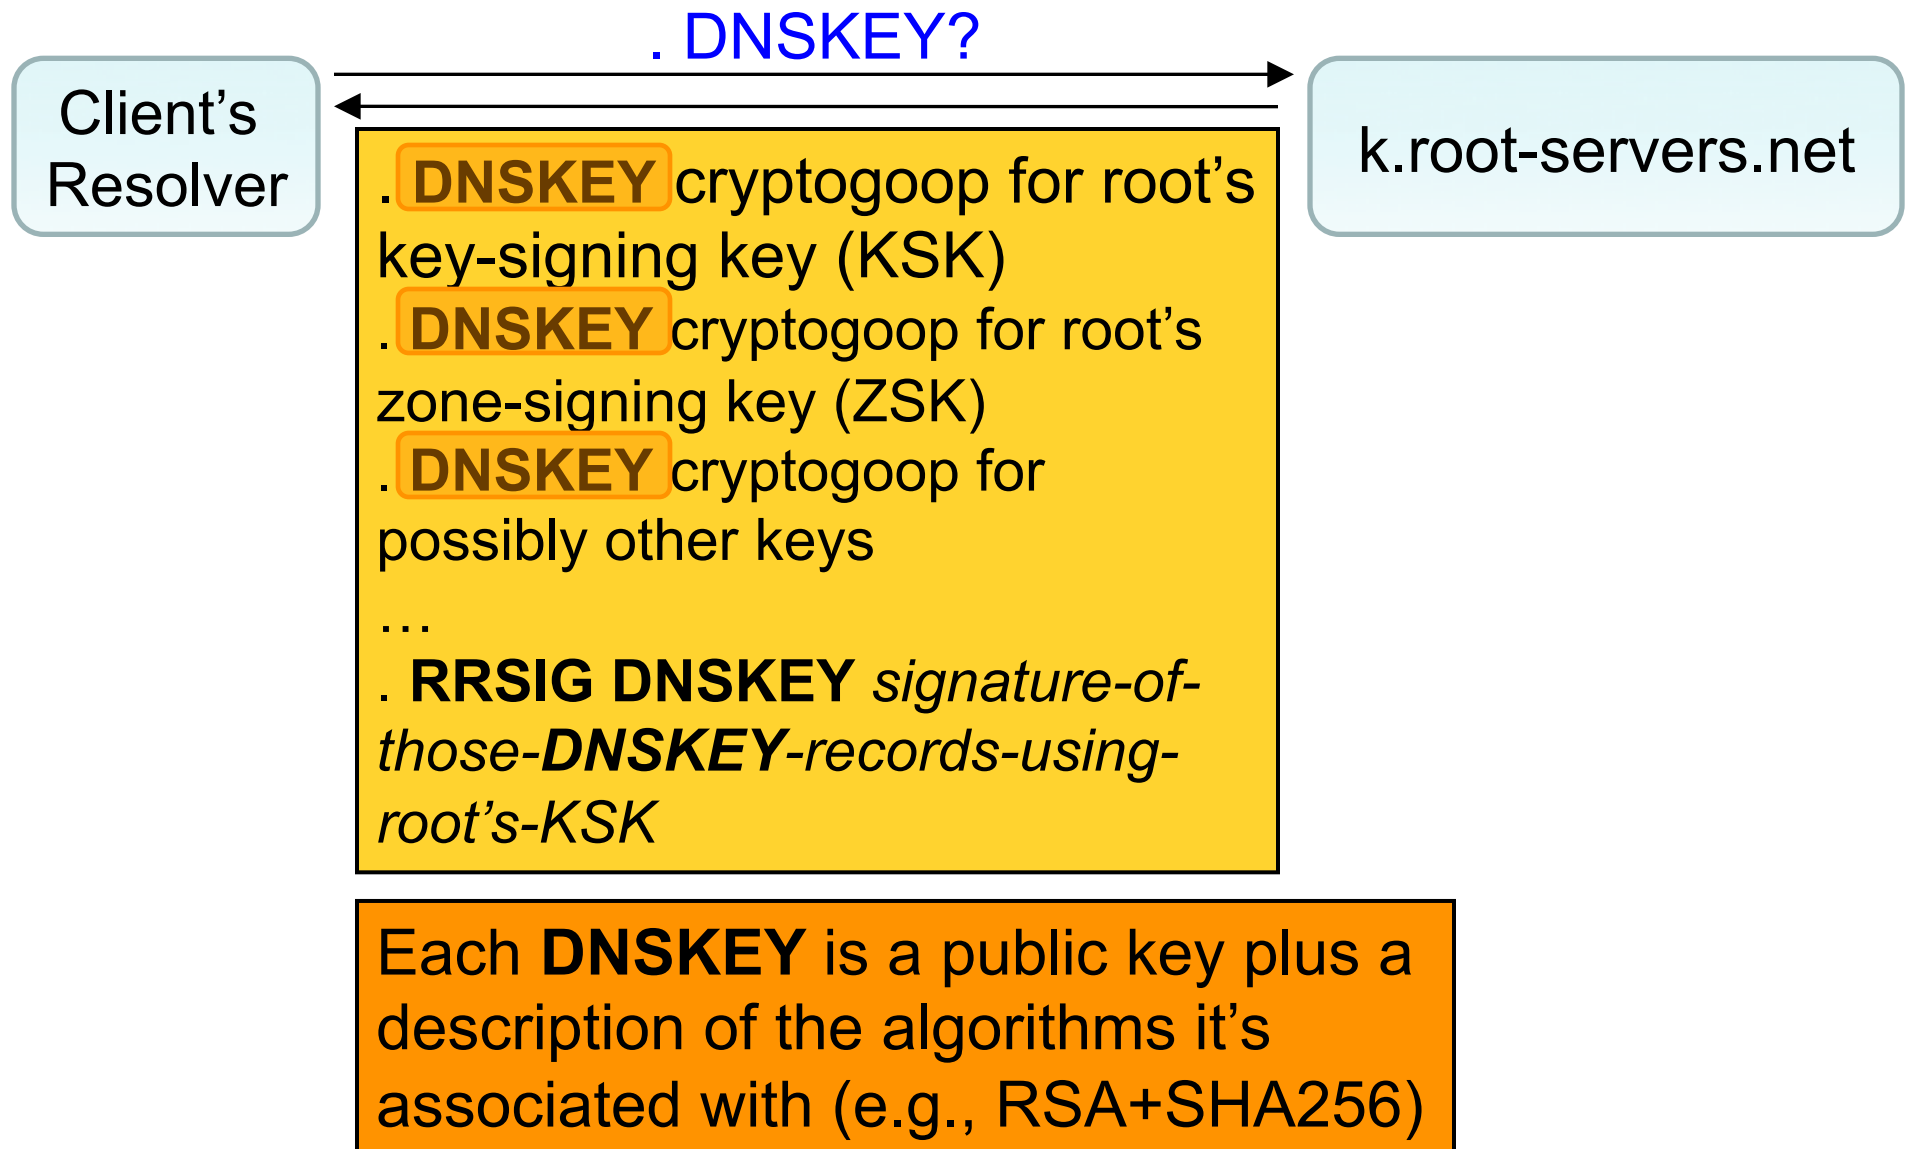 . DNSKEY?
Client’s
Resolver
k.root-servers.net
. DNSKEY cryptogoop for root’s
key-signing key (KSK)
. DNSKEY cryptogoop for root’s
zone-signing key (ZSK)
. DNSKEY cryptogoop for
possibly other keys
…
. RRSIG DNSKEY signature-of-
those-DNSKEY-records-using-
root’s-KSK
Each DNSKEY is a public key plus a
description of the algorithms it’s
associated with (e.g., RSA+SHA256)